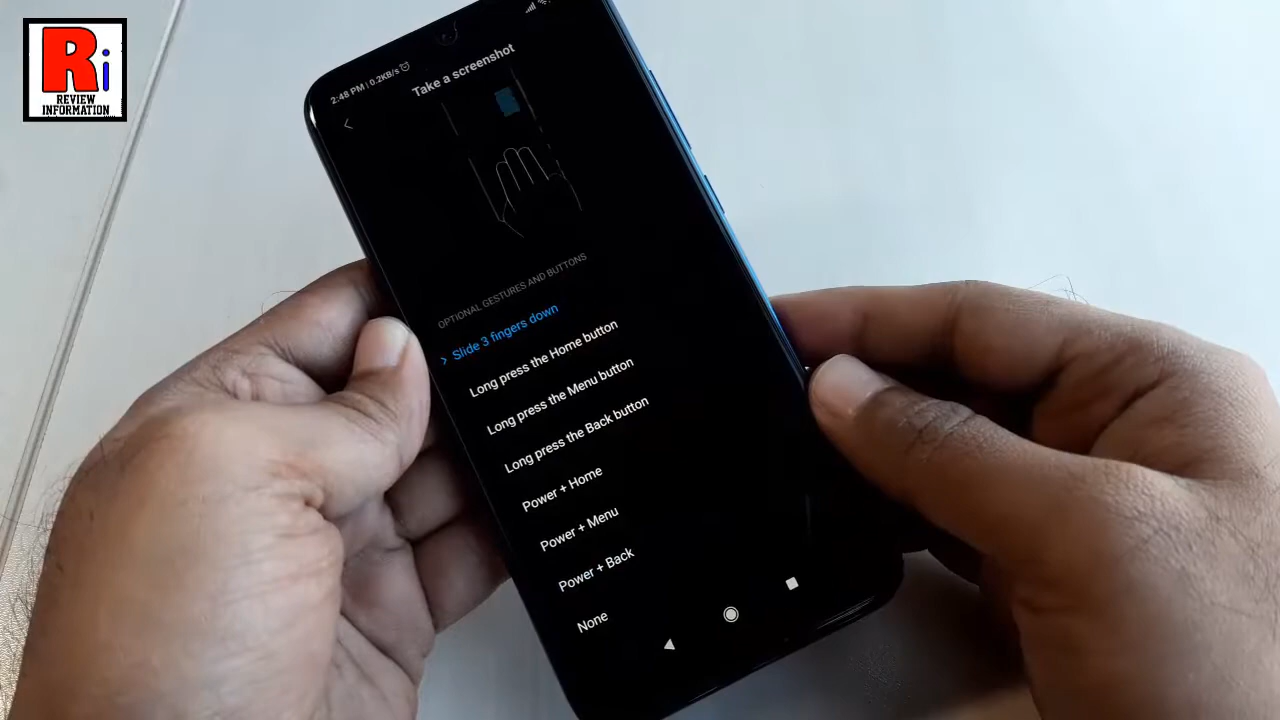 Ri
REVIEW
INFORMATION
2:48 PM | 0.2KB/s
Take a screenshot
OPTIONAL GESTURES AND BUTTONS
Slide 3 fingers down
Long press the Home button
Long press the Menu button
Long press the Back button
Power + Home
Power + Menu
Power + Back
None